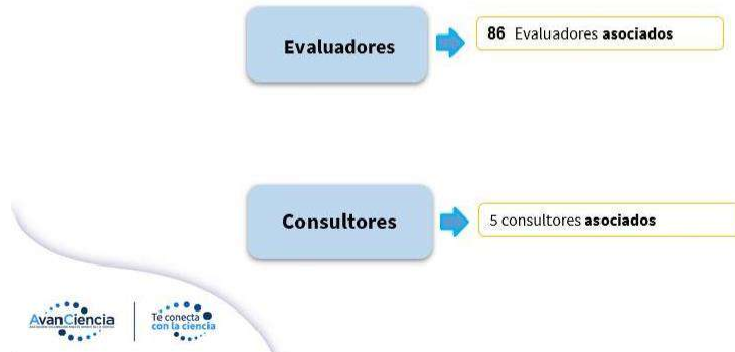 Evaluadores
86 Evaluadores asociados
Consultores
5 consultores asociados
AvanCiencia
Te conecta
con la ciencia